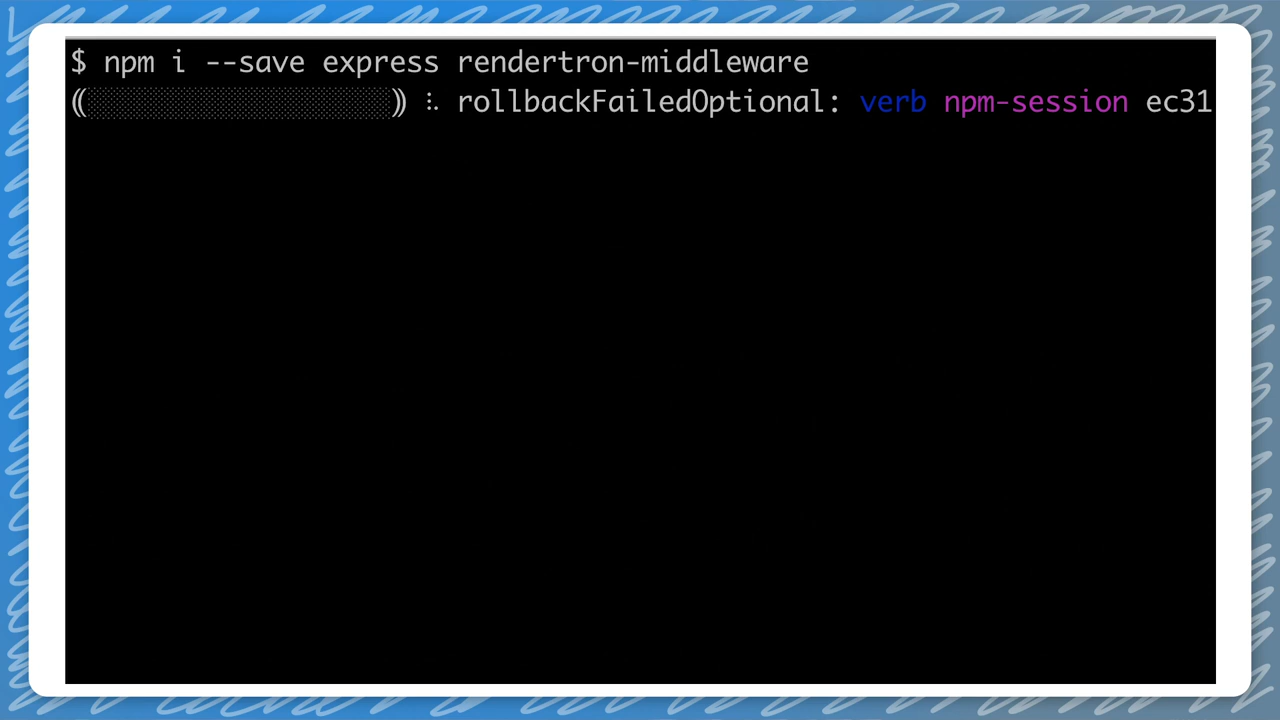 $ npm i --save express rendertron-middleware
(░░░░░░░░░░░░░░░░░░) ⠧ rollbackFailedOptional: verb npm-session ec31